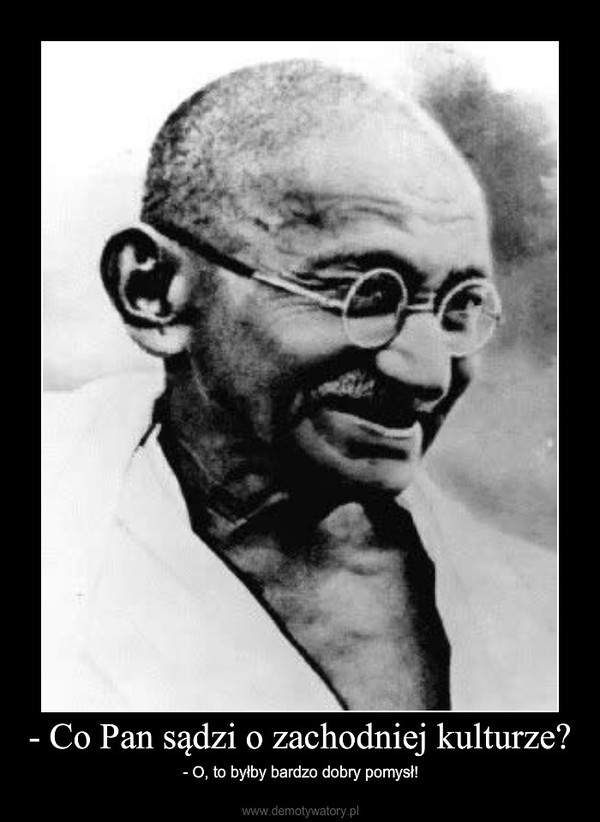 - Co Pan sądzi o zachodniej kulturze?
- O, to byłby bardzo dobry pomysł!
www.demotywatory.pl